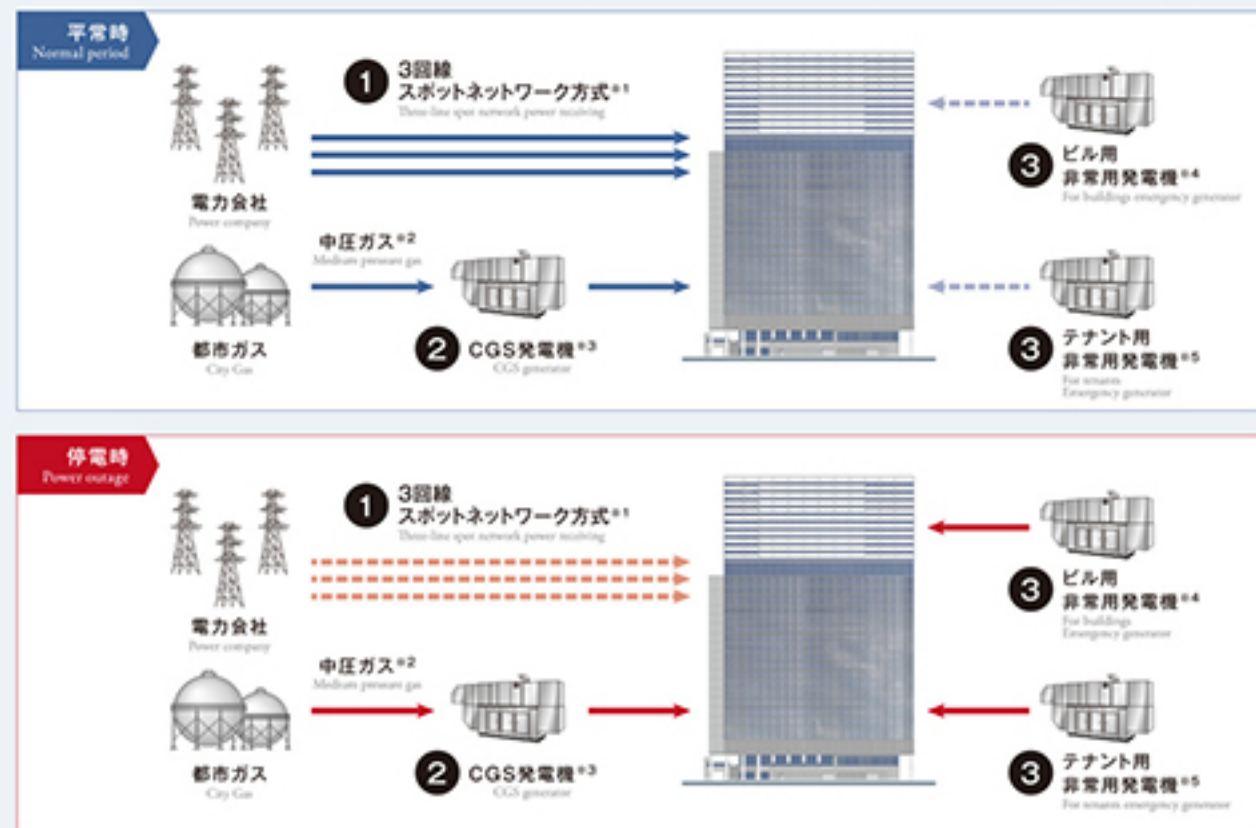 平常時
Normal period
1
3回線
スポットネットワーク方式※1
Three-line spot network power receiving
電力会社
Power company
中圧ガス※2
Medium pressure gas
都市ガス
City Gas
2 CGS発電機※3
CGS generator
3
ビル用
非常用発電機※4
For buildings emergency generator
3
テナント用
非常用発電機※5
For tenants
Emergency generator
停電時
Power outage
1
3回線
スポットネットワーク方式※1
Three-line spot network power receiving
電力会社
Power company
中圧ガス※2
Medium pressure gas
都市ガス
City Gas
2 CGS発電機※3
CGS generator
3
ビル用
非常用発電機※4
For buildings
Emergency generator
3
テナント用
非常用発電機※5
For tenants emergency generator